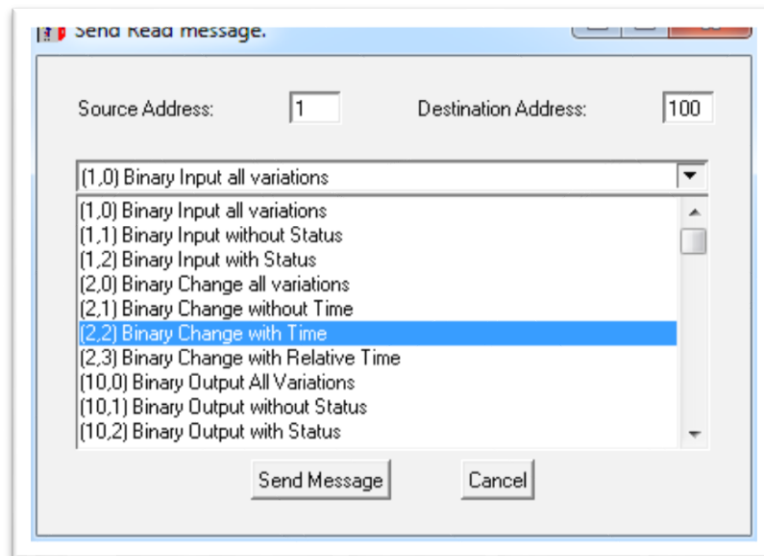 Send Read message.
Source Address: 1 Destination Address: 100
(1,0) Binary Input all variations
(1,0) Binary Input all variations
(1,1) Binary Input without Status
(1,2) Binary Input with Status
(2,0) Binary Change all variations
(2,1) Binary Change without Time
(2,2) Binary Change with Time
(2,3) Binary Change with Relative Time
(10,0) Binary Output All Variations
(10,1) Binary Output without Status
(10,2) Binary Output with Status
Send Message Cancel